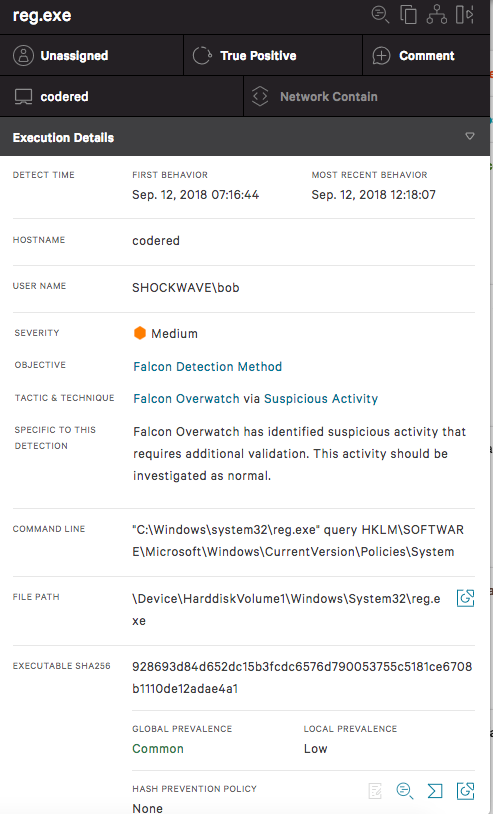 reg.exe
Unassigned
True Positive
Comment
codered
Network Contain
Execution Details
DETECT TIME
FIRST BEHAVIOR
MOST RECENT BEHAVIOR
Sep. 12, 2018 07:16:44
Sep. 12, 2018 12:18:07
HOSTNAME
codered
USER NAME
SHOCKWAVE\bob
SEVERITY
Medium
OBJECTIVE
Falcon Detection Method
TACTIC & TECHNIQUE
Falcon Overwatch via Suspicious Activity
SPECIFIC TO THIS
DETECTION
Falcon Overwatch has identified suspicious activity that
requires additional validation. This activity should be
investigated as normal.
COMMAND LINE
"C:\Windows\system32\reg.exe" query HKLM\SOFTWAR
E\Microsoft\Windows\CurrentVersion\Policies\System
FILE PATH
\Device\HarddiskVolume1\Windows\System32\reg.e
xe
EXECUTABLE SHA256
928693d84d652dc15b3fcdc6576d790053755c5181ce6708
b1110de12adae4a1
GLOBAL PREVALENCE
LOCAL PREVALENCE
Common
Low
HASH PREVENTION POLICY
None